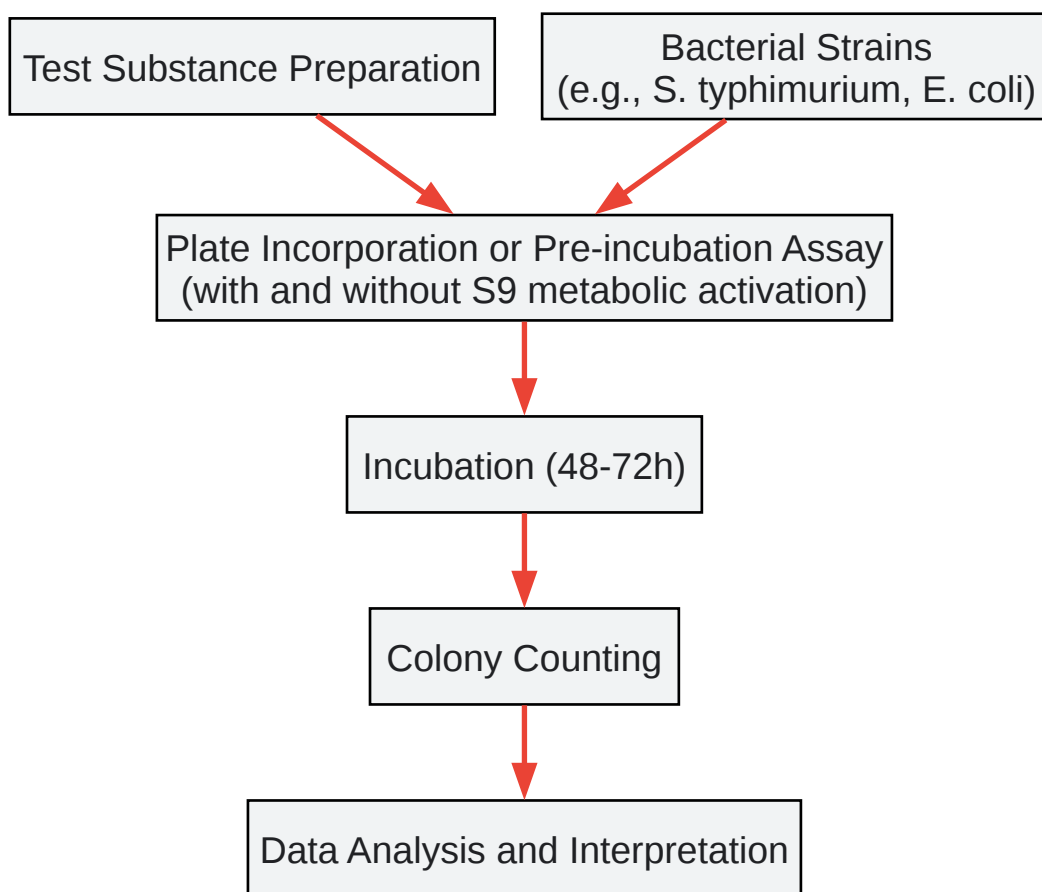 Test Substance Preparation
Bacterial Strains
(e.g., S. typhimurium, E. coli)
Plate Incorporation or Pre-incubation Assay
(with and without S9 metabolic activation)
Incubation (48-72h)
Colony Counting
Data Analysis and Interpretation